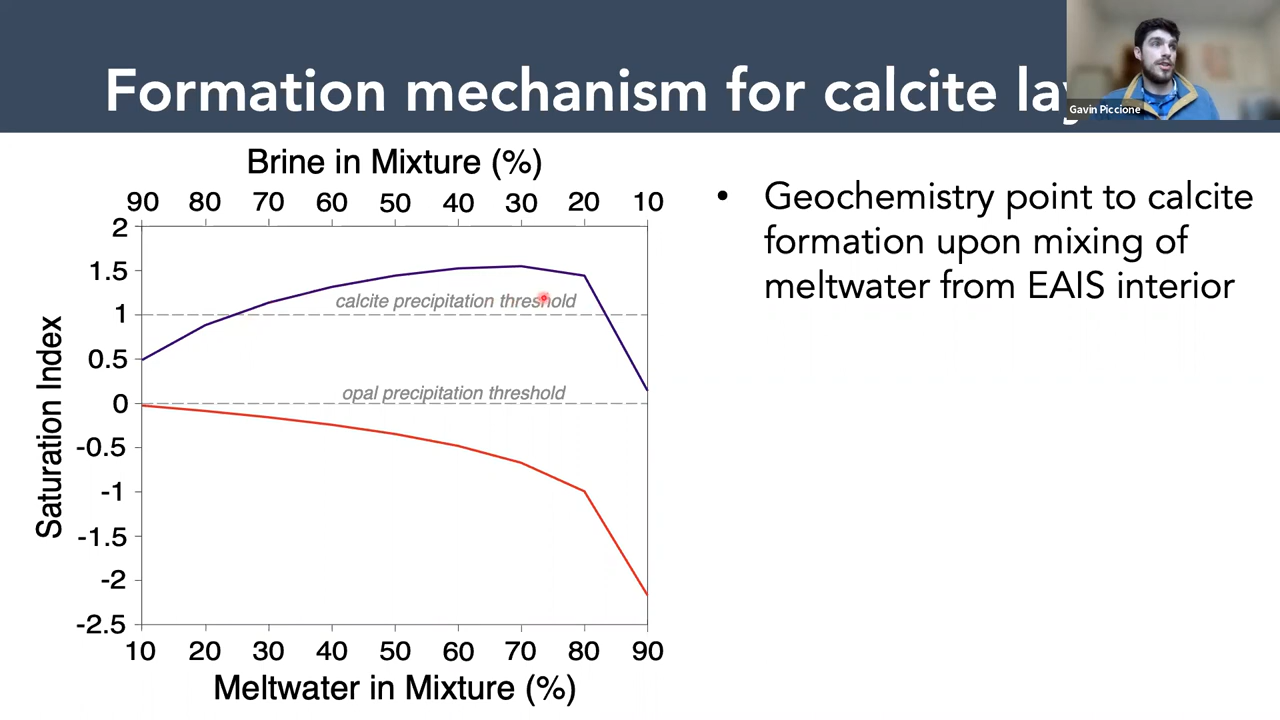 Formation mechanism for calcite
Gavin Piccione
Brine in Mixture (%)
90 80 70 60 50 40 30 20 10
2
1.5
1
0.5
0
-0.5
-1
-1.5
-2
-2.5
Saturation Index
calcite precipitation threshold
opal precipitation threshold
10 20 30 40 50 60 70 80 90
Meltwater in Mixture (%)
• Geochemistry point to calcite
formation upon mixing of
meltwater from EAIS interior